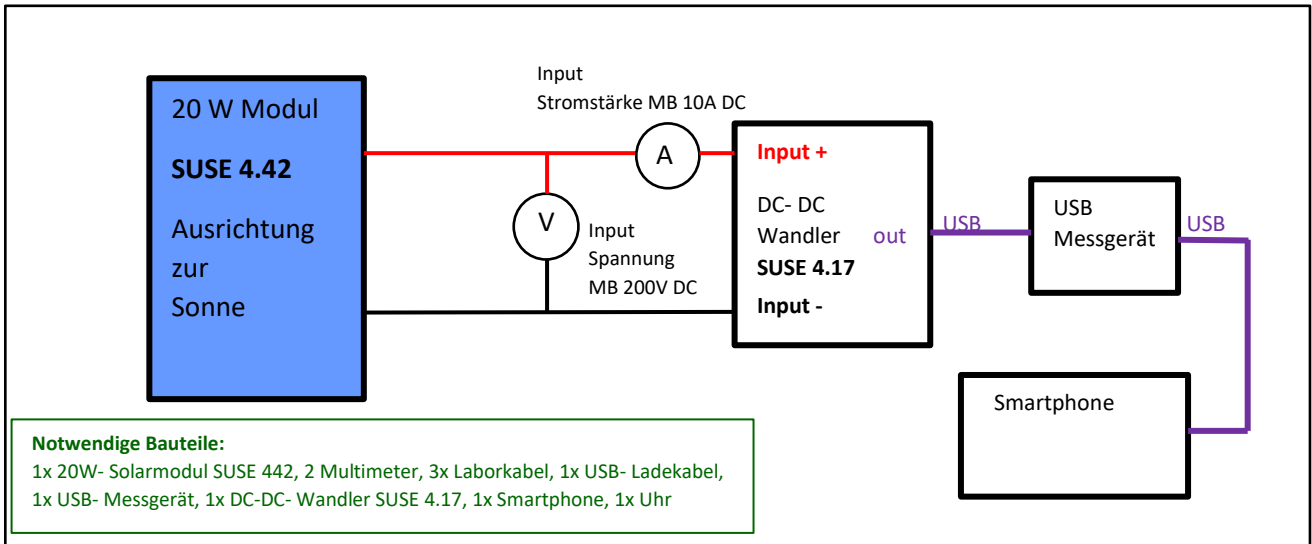 Input
Stromstärke MB 10A DC
20 W Modul
SUSE 4.42
Ausrichtung
zur
Sonne
A
V
Input
Spannung
MB 200V DC
Input +
DC- DC
Wandler out
SUSE 4.17
Input -
USB
USB
Messgerät
USB
Smartphone
Notwendige Bauteile:
1x 20W- Solarmodul SUSE 442, 2 Multimeter, 3x Laborkabel, 1x USB- Ladekabel,
1x USB- Messgerät, 1x DC-DC- Wandler SUSE 4.17, 1x Smartphone, 1x Uhr